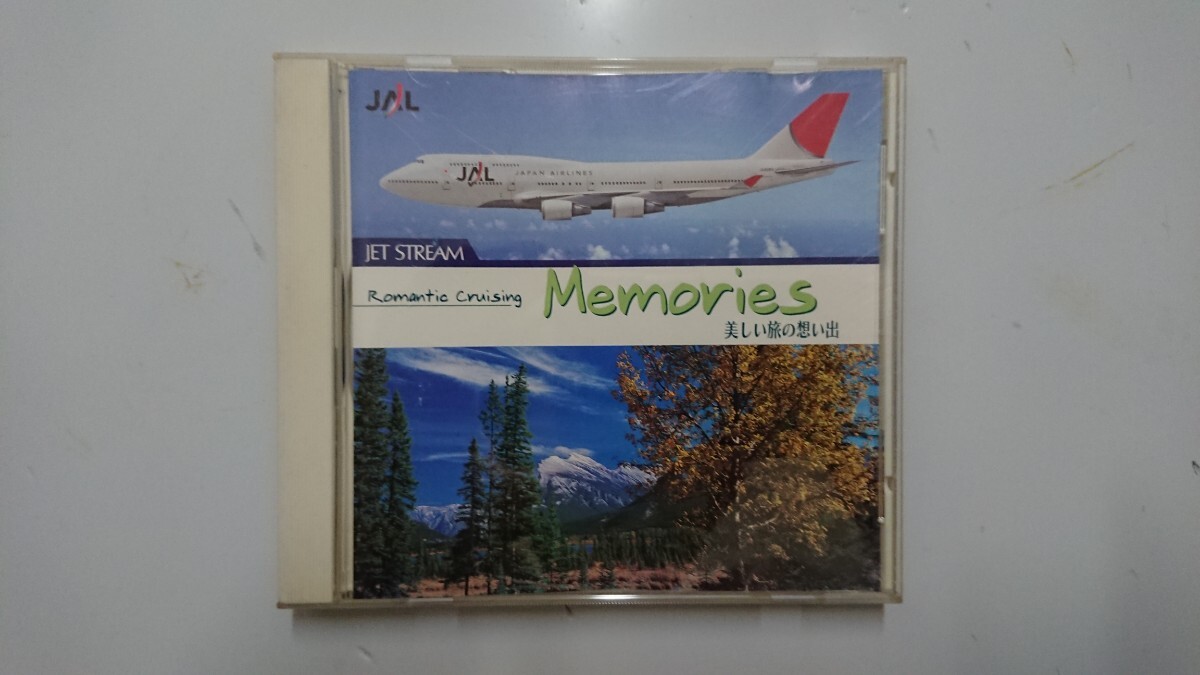 JAL
JAL JAPAN AIRLINES
JET STREAM
Romantic Cruising
Memories
美しい旅の想い出